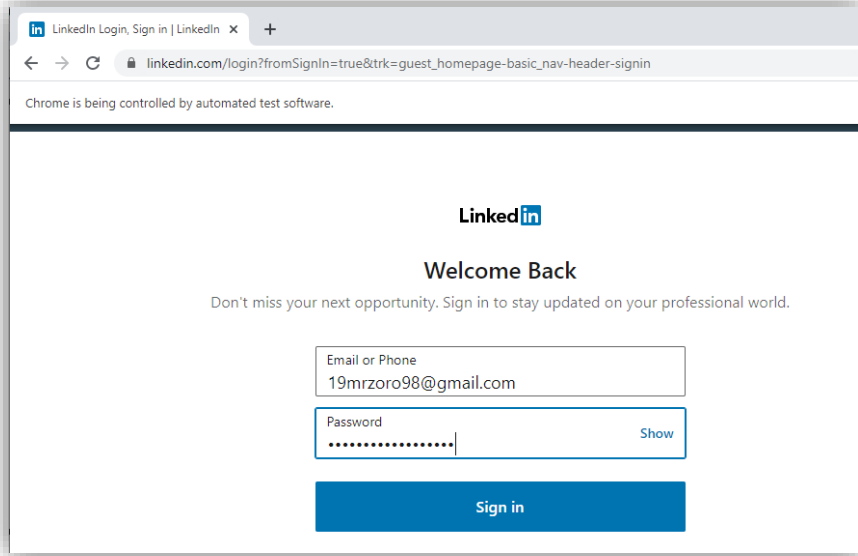 LinkedIn Login, Sign in | LinkedIn
linkedin.com/login?fromSignIn=true&trk=guest_homepage-basic_nav-header-signin
Chrome is being controlled by automated test software.
Linkedin
Welcome Back
Don't miss your next opportunity. Sign in to stay updated on your professional world.
Email or Phone
19mrzoro98@gmail.com
Password
•••••••••••••••••• Show
Sign in